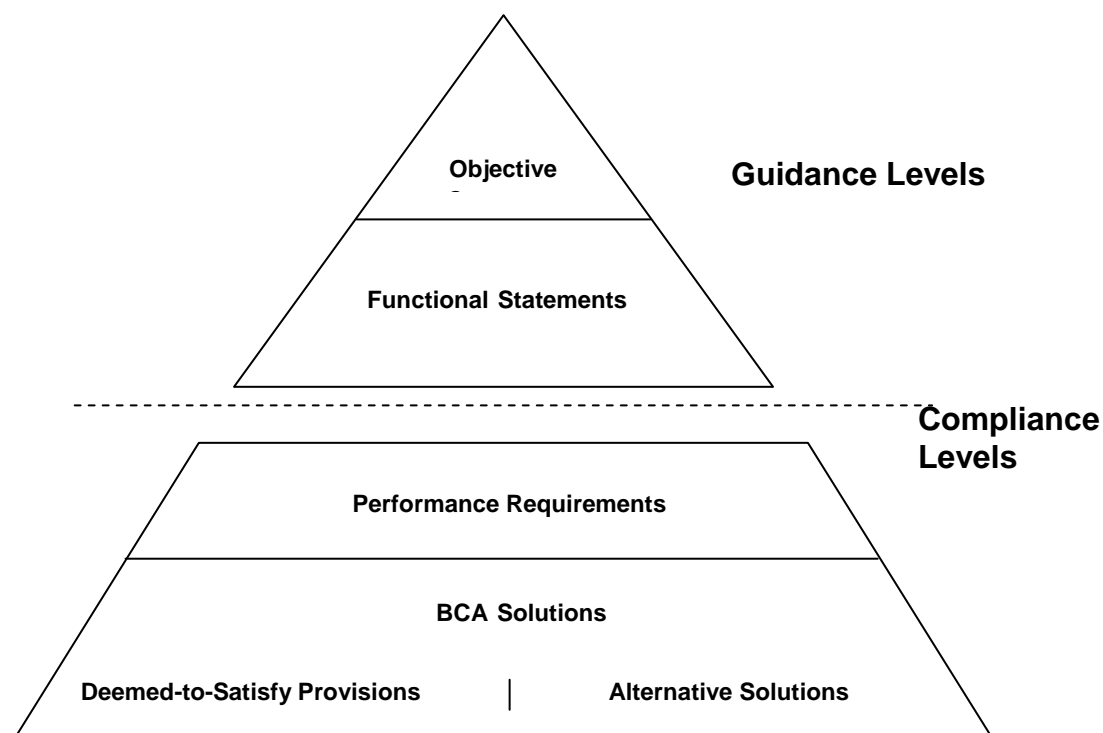 Objective
Guidance Levels
Functional Statements
Compliance
Levels
Performance Requirements
BCA Solutions
Deemed-to-Satisfy Provisions | Alternative Solutions